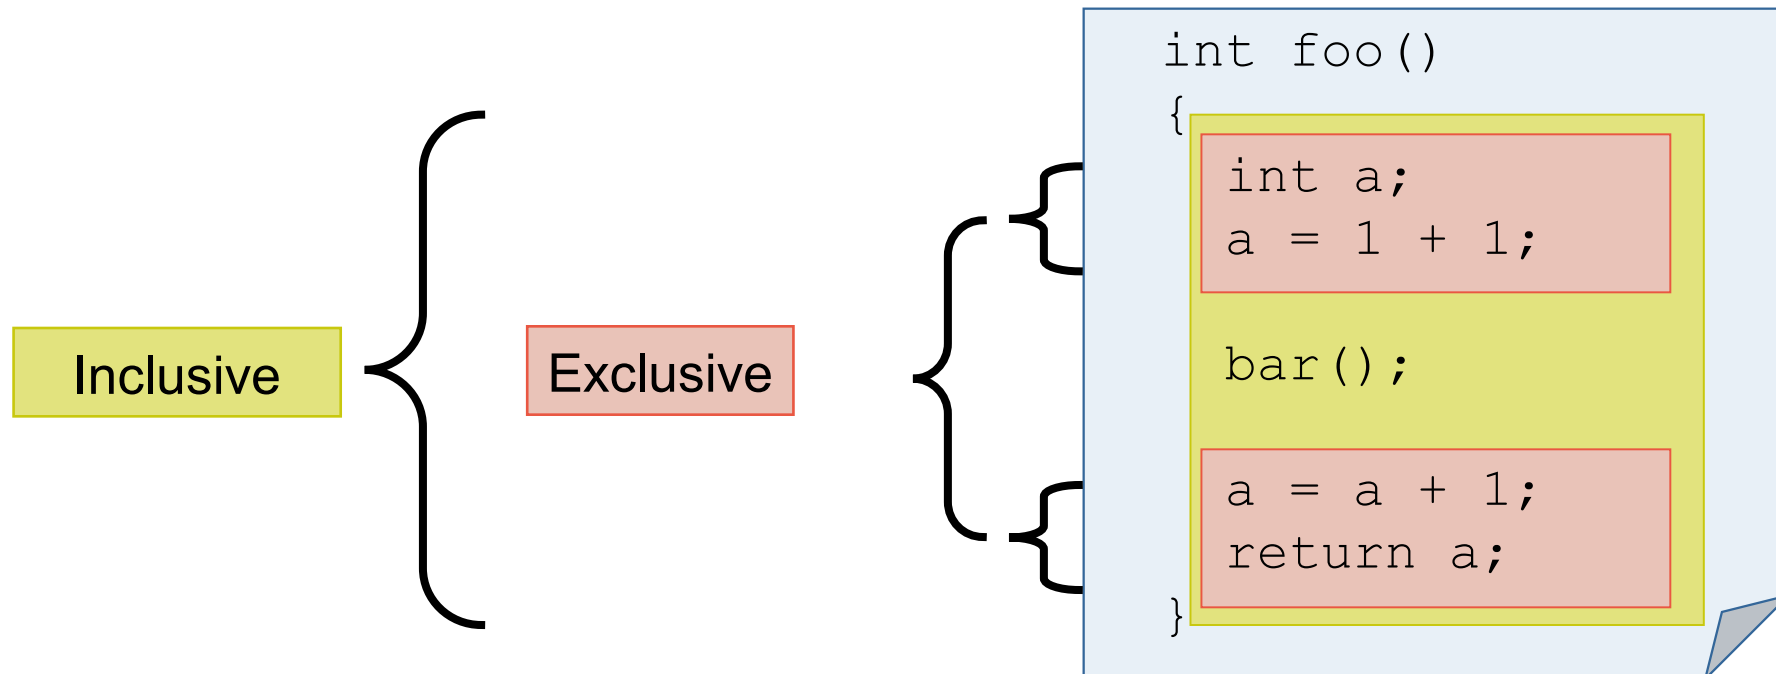 Inclusive
Exclusive
int foo()
{
int a;
a = 1 + 1;
bar();
a = a + 1;
return a;
}